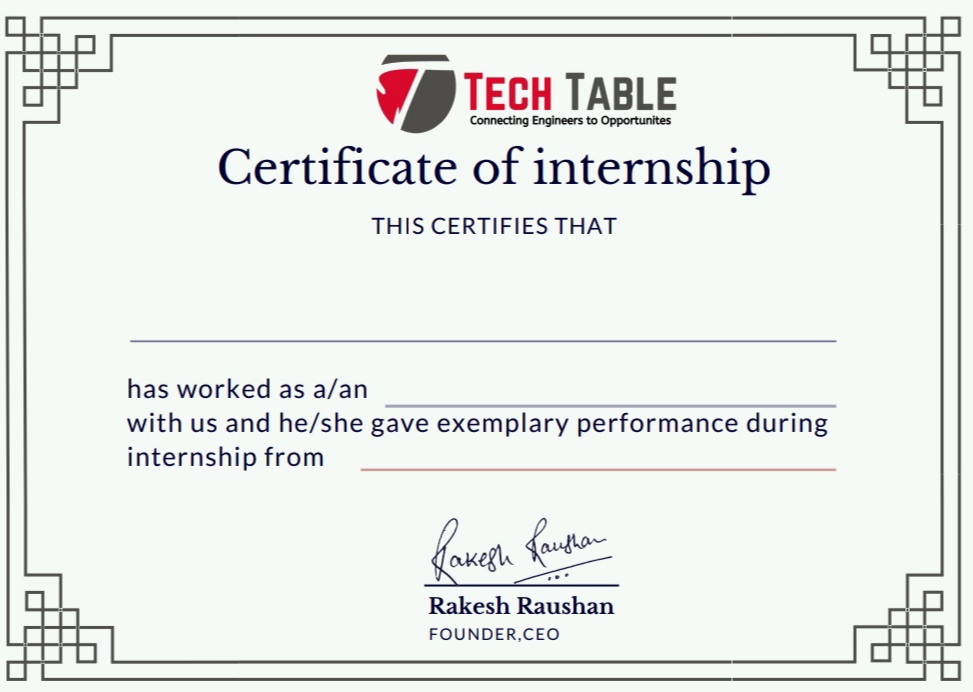 TECH TABLE
Connecting Engineers to Opportunites
Certificate of internship
THIS CERTIFIES THAT
has worked as a/an
with us and he/she gave exemplary performance during
internship from
Rakesh Raushan
Rakesh Raushan
FOUNDER,CEO